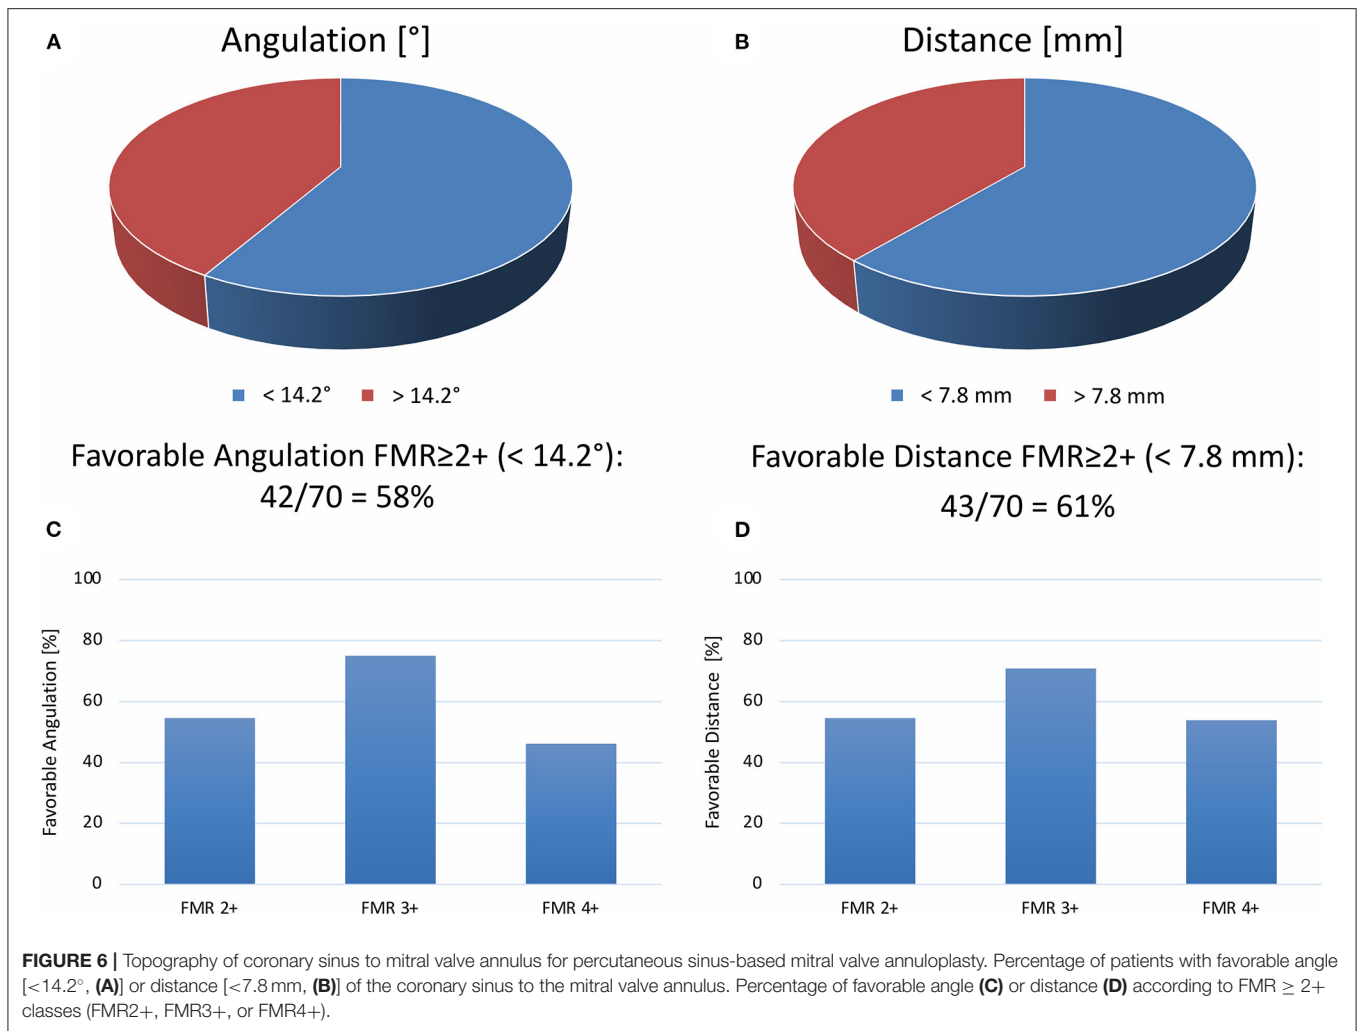 A
Angulation [°]
< 14.2° > 14.2°
Favorable Angulation FMR≥2+ (< 14.2°):
42/70 = 58%
B
Distance [mm]
< 7.8 mm > 7.8 mm
Favorable Distance FMR≥2+ (< 7.8 mm):
43/70 = 61%
C
Favorable Angulation [%]
100
80
60
40
20
0
FMR 2+ FMR 3+ FMR 4+
D
Favorable Distance [%]
100
80
60
40
20
0
FMR 2+ FMR 3+ FMR 4+
FIGURE 6 | Topography of coronary sinus to mitral valve annulus for percutaneous sinus-based mitral valve annuloplasty. Percentage of patients with favorable angle
[<14.2°, (A)] or distance [<7.8 mm, (B)] of the coronary sinus to the mitral valve annulus. Percentage of favorable angle (C) or distance (D) according to FMR ≥ 2+
classes (FMR2+, FMR3+, or FMR4+).